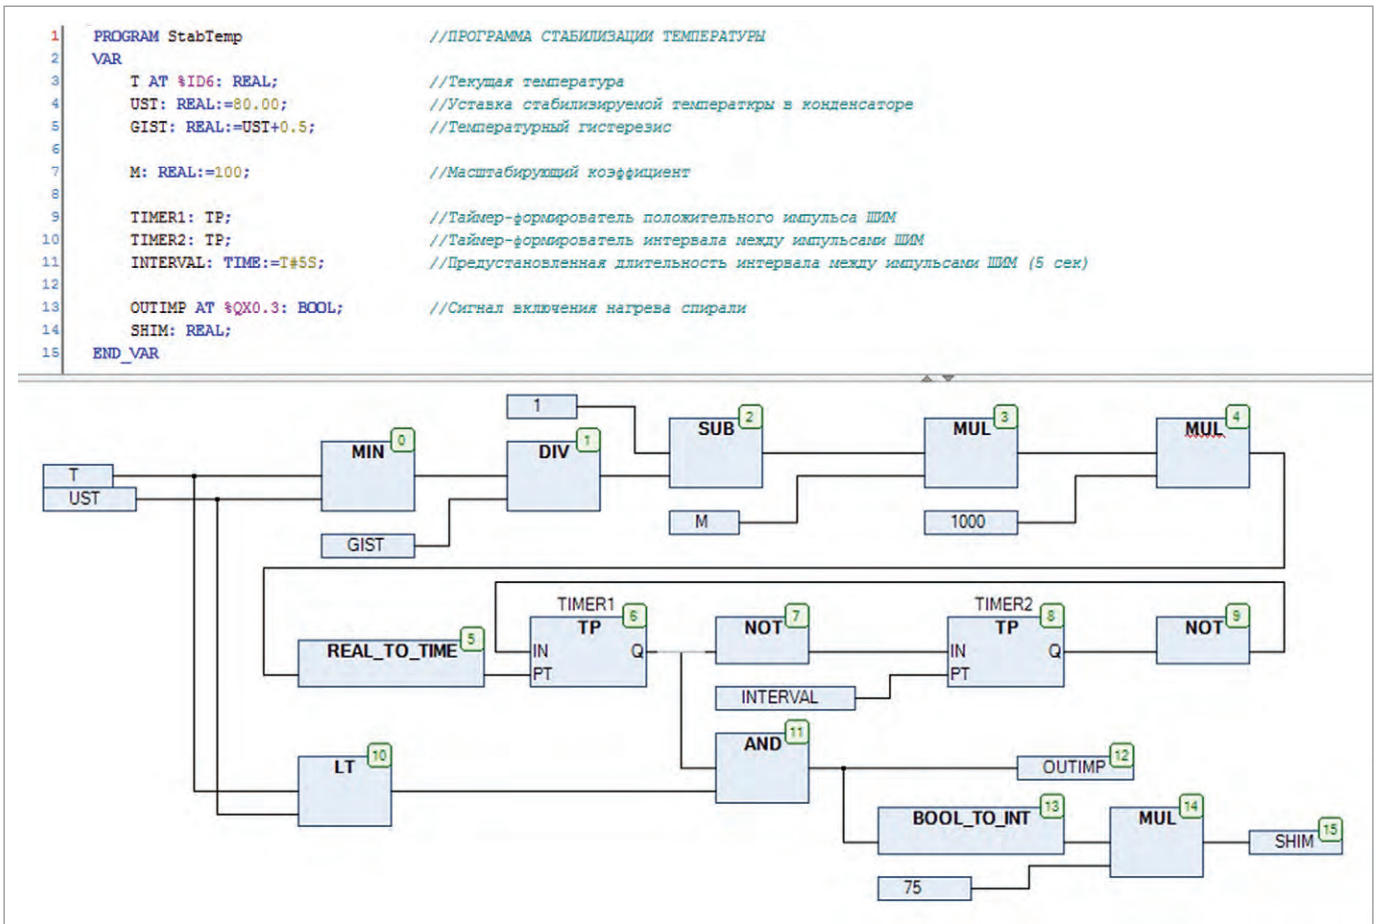 1 PROGRAM StabTemp //ПРОГРАММА СТАБИЛИЗАЦИИ ТЕМПЕРАТУРЫ
2 VAR
3 T AT %ID6: REAL; //Текущая температура
4 UST: REAL:=80.00; //Уставка стабилизируемой температкры в конденсаторе
5 GIST: REAL:=UST+0.5; //Температурный гистерезис
6
7 M: REAL:=100; //Масштабирующий коэффициент
8
9 TIMER1: TP; //Таймер-формирователь положительного импульса ШИМ
10 TIMER2: TP; //Таймер-формирователь интервала между импульсами ШИМ
11 INTERVAL: TIME:=T#5S; //Предустановленная длительность интервала между импульсами ШИМ (5 сек)
12
13 OUTIMP AT %QX0.3: BOOL; //Сигнал включения нагрева спирали
14 SHIM: REAL;
15 END_VAR
1
MIN 0
DIV 1
SUB 2
MUL 3
MUL 4
T
UST
GIST
M
1000
TIMER1
TIMER2
REAL_TO_TIME 5
TP 6
IN Q
PT
NOT 7
TP 8
IN Q
PT
NOT 9
INTERVAL
LT 10
AND 11
OUTIMP 12
BOOL_TO_INT 13
MUL 14
SHIM 15
75